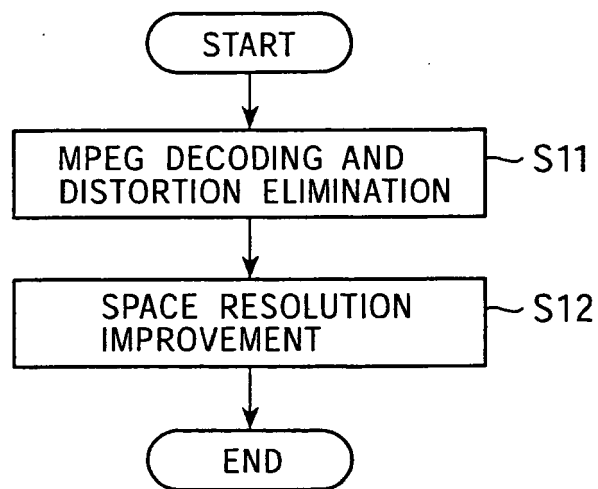 START
MPEG DECODING AND
DISTORTION ELIMINATION
S11
SPACE RESOLUTION
IMPROVEMENT
S12
END